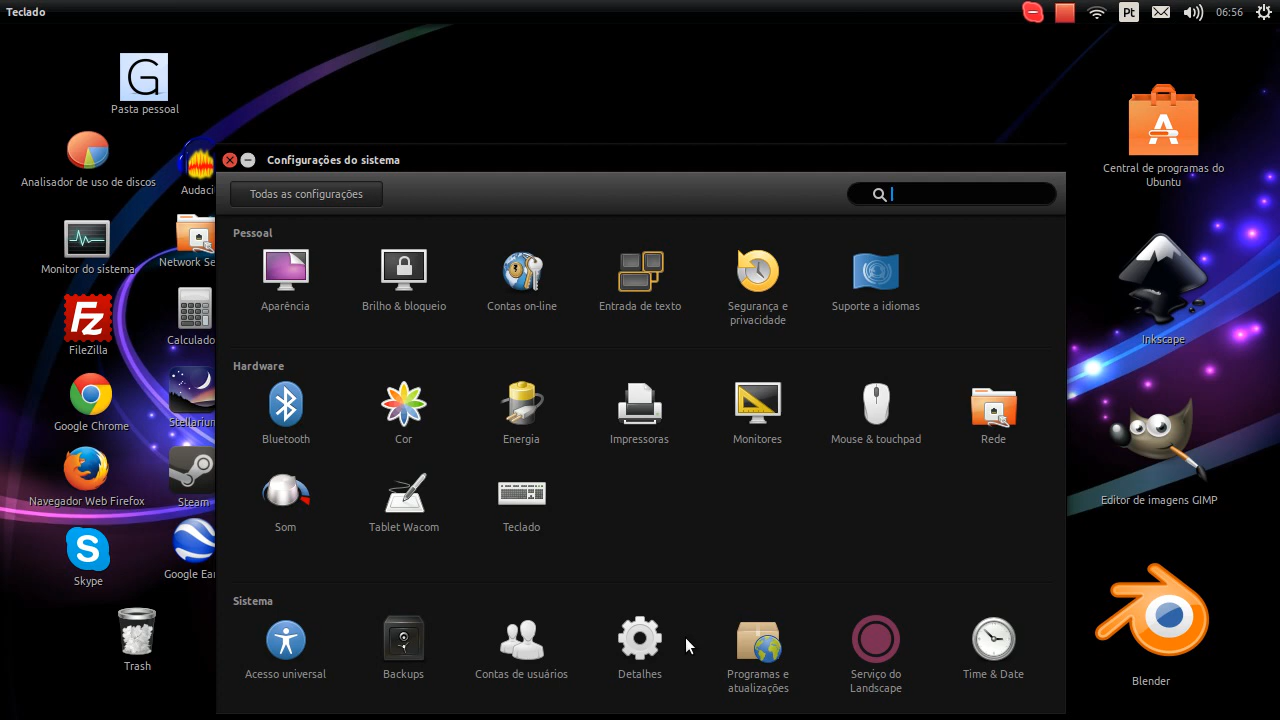 Teclado
Pt
06:56
Pasta pessoal
Analisador de uso de discos
Audaci
Monitor do sistema
Network Se
FileZilla
Calculado
Google Chrome
Stellarium
Navegador Web Firefox
Steam
Skype
Google Ear
Trash
Configurações do sistema
Todas as configurações
Pessoal
Aparência
Brilho & bloqueio
Contas on-line
Entrada de texto
Segurança e
privacidade
Suporte a idiomas
Hardware
Bluetooth
Cor
Energia
Impressoras
Monitores
Mouse & touchpad
Rede
Som
Tablet Wacom
Teclado
Sistema
Acesso universal
Backups
Contas de usuários
Detalhes
Programas e
atualizações
Serviço do
Landscape
Time & Date
Central de programas do
Ubuntu
Inkscape
Editor de imagens GIMP
Blender